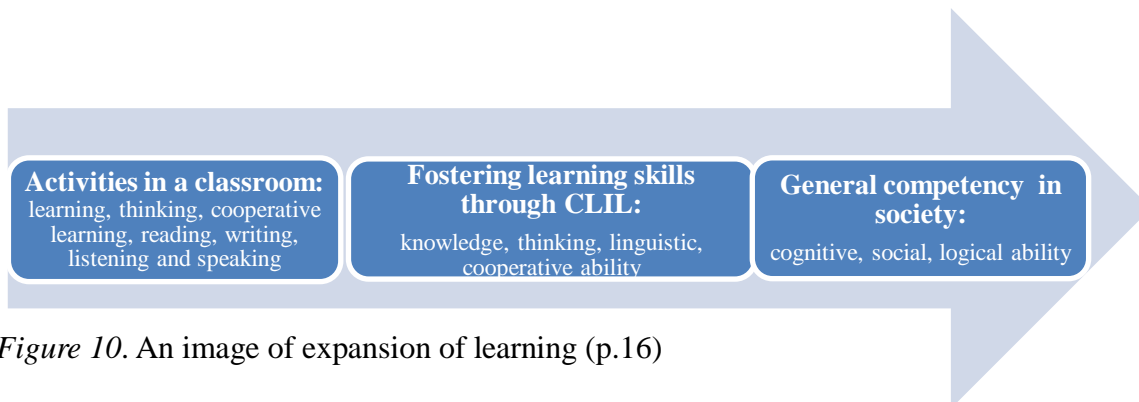 Activities in a classroom:
learning, thinking, cooperative
learning, reading, writing,
listening and speaking
Fostering learning skills
through CLIL:
knowledge, thinking, linguistic,
cooperative ability
General competency in
society:
cognitive, social, logical ability
Figure 10. An image of expansion of learning (p.16)